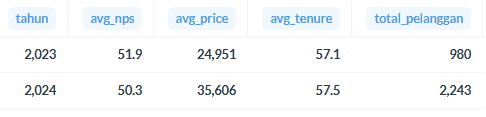 tahun avg_nps avg_price avg_tenure total_pelanggan
2,023 51.9 24,951 57.1 980
2,024 50.3 35,606 57.5 2,243